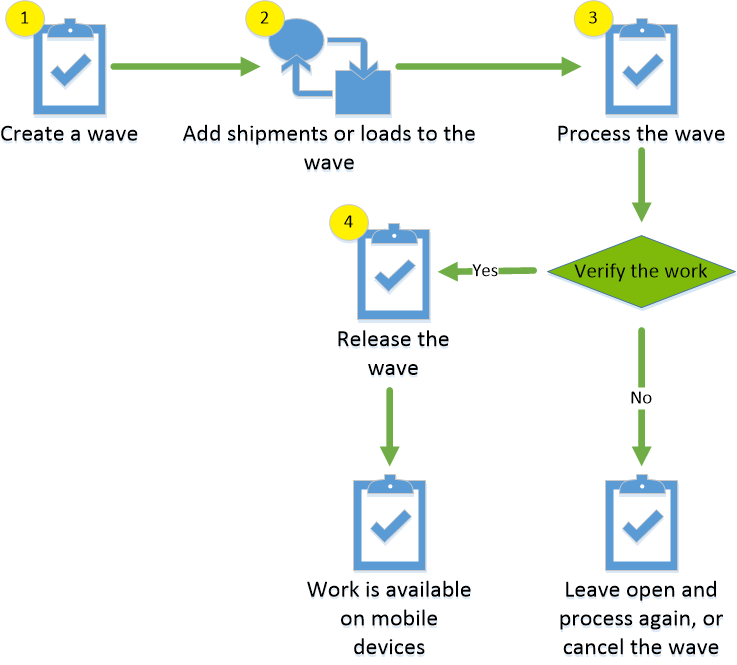 1
Create a wave
2
Add shipments or loads to the
wave
3
Process the wave
Verify the work
Yes
4
Release the
wave
Work is available
on mobile
devices
No
Leave open and
process again, or
cancel the wave